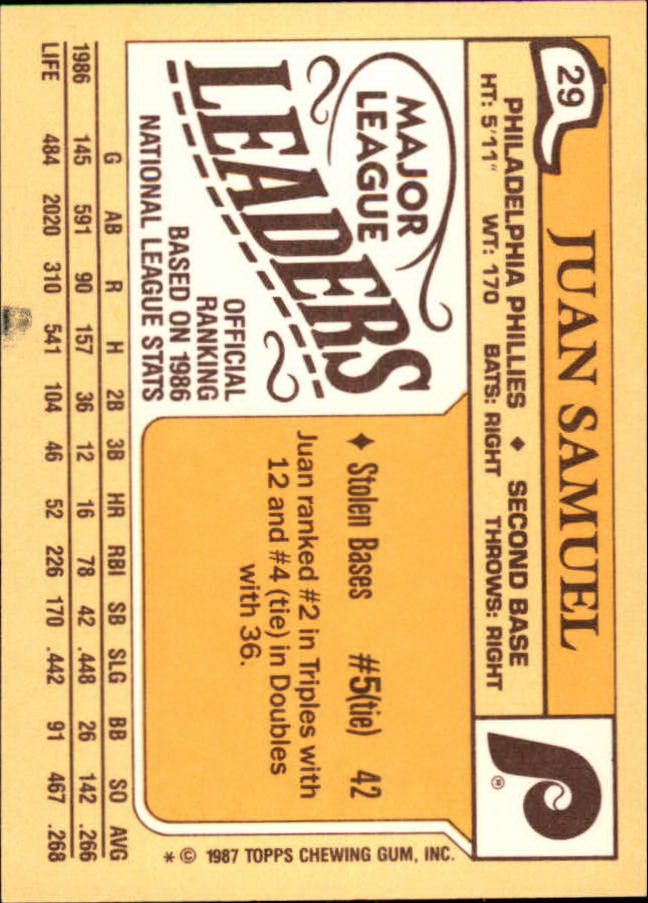 29
JUAN SAMUEL
PHILADELPHIA PHILLIES ♦ SECOND BASE
HT: 5'11" WT: 170 BATS: RIGHT THROWS: RIGHT
P
®
MAJOR
LEAGUE
LEADERS
OFFICIAL
RANKING
BASED ON 1986
NATIONAL LEAGUE STATS
♦ Stolen Bases #5(tie) 42
Juan ranked #2 in Triples with
12 and #4 (tie) in Doubles
with 36.
* © 1987 TOPPS CHEWING GUM, INC.
G AB R H 2B 3B HR RBI SB SLG BB SO AVG
1986 145 591 90 157 36 12 16 78 42 .448 26 142 .266
LIFE 484 2020 310 541 104 46 52 226 170 .442 91 467 .268